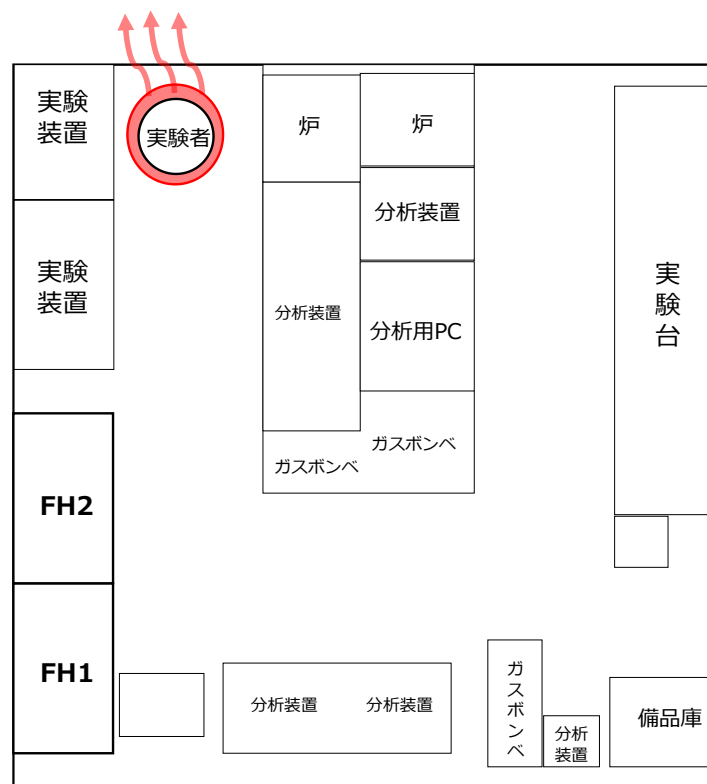 実験
装置
実験者
炉
炉
分析装置
実験
装置
分析装置
分析用PC
実験台
ガスボンベ
ガスボンベ
FH2
FH1
分析装置
分析装置
ガスボンベ
分析
装置
備品庫